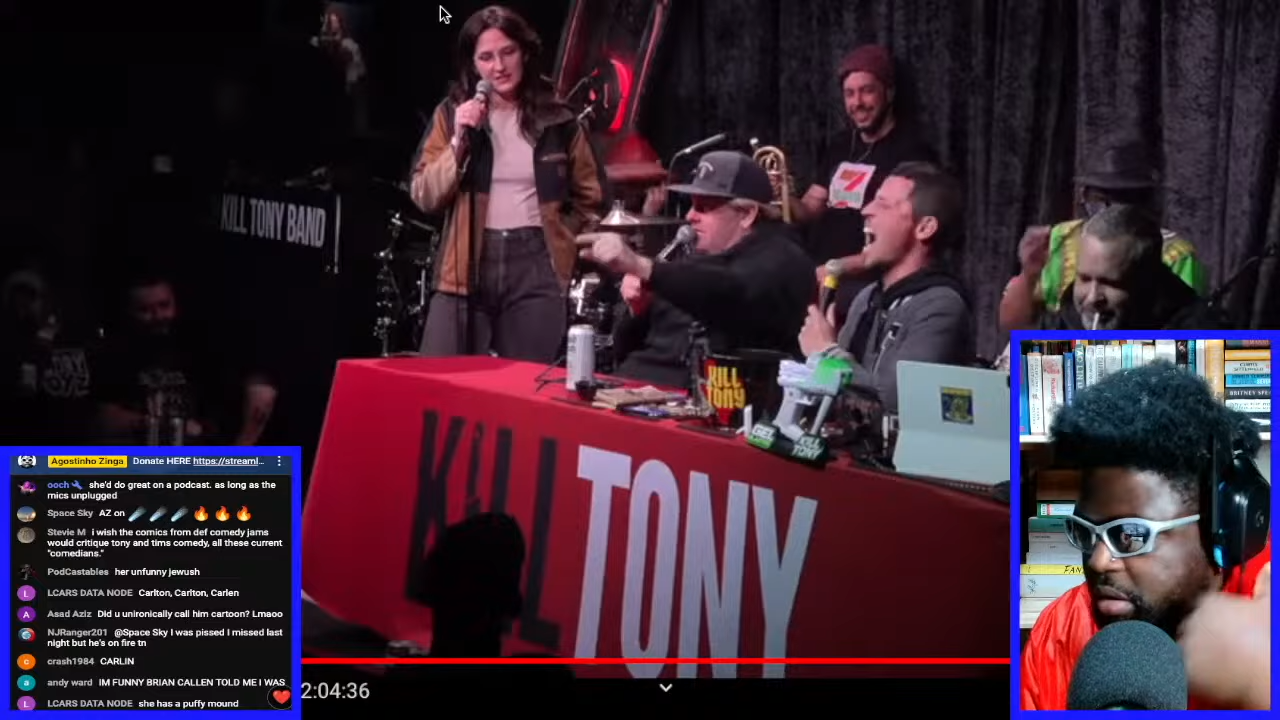 KILL TONY BAND
KILL
TONY
KILL
TONY
KILL
TONY
Agostinho Zinga Donate HERE https://streaml...
ooch she'd do great on a podcast. as long as the
mics unplugged
Space Sky AZ on
Stevie M i wish the comics from def comedy jams
would critique tony and tims comedy, all these current
"comedians."
PodCastables her unfunny jewush
LCARS DATA NODE Carlton, Carlton, Carlen
Asad Aziz Did u unironically call him cartoon? Lmaoo
NJRanger201 @Space Sky I was pissed I missed last
night but he's on fire tn
crash1984 CARLIN
andy ward IM FUNNY BRIAN CALLEN TOLD ME I WAS
LCARS DATA NODE she has a puffy mound
2:04:36